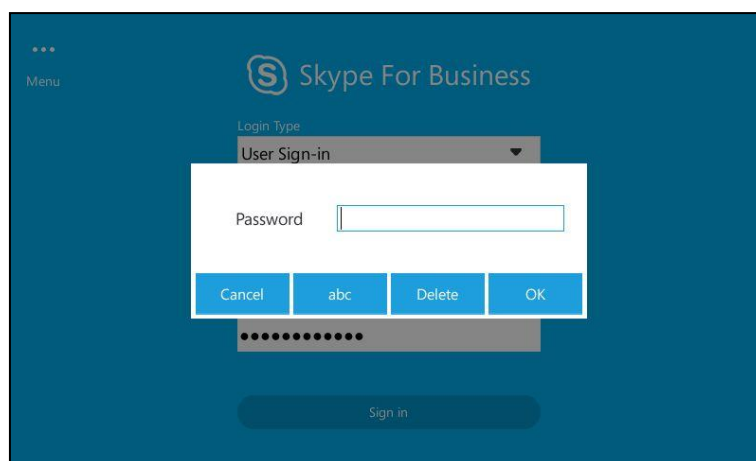 Menu
Skype For Business
Login Type
User Sign-in
Password
Cancel abc Delete OK
Sign in